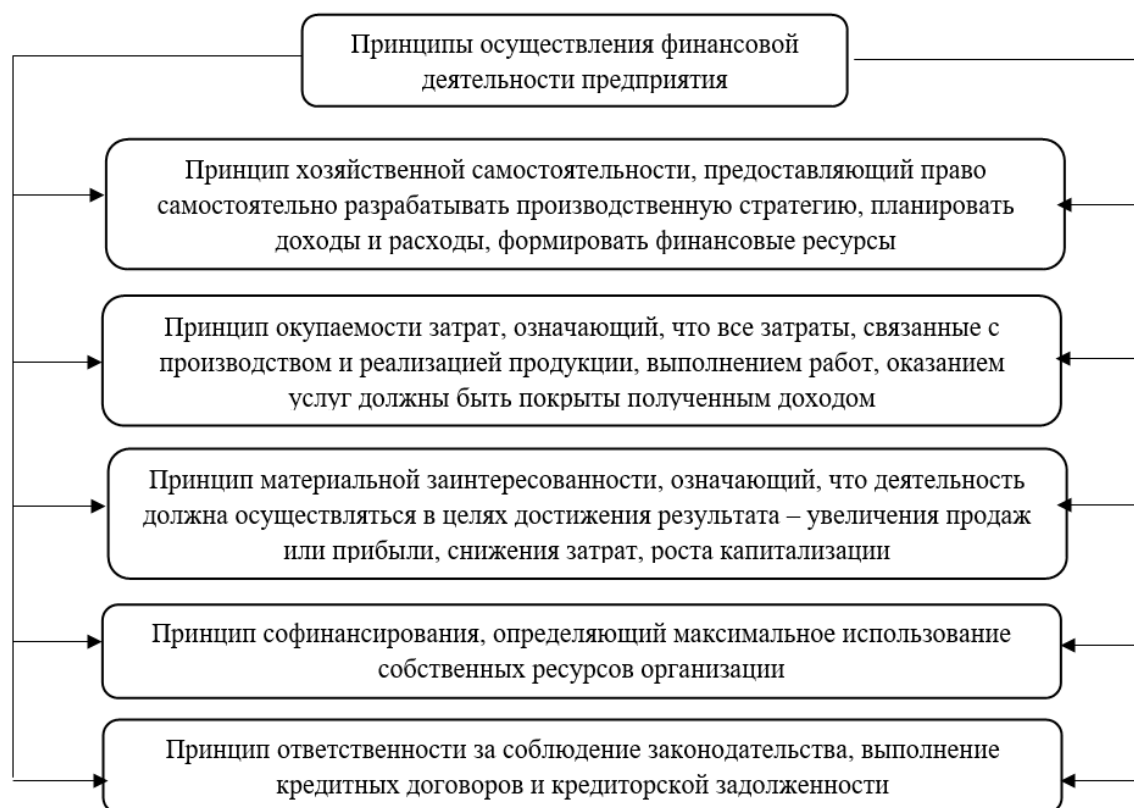 Принципы осуществления финансовой
деятельности предприятия
Принцип хозяйственной самостоятельности, предоставляющий право
самостоятельно разрабатывать производственную стратегию, планировать
доходы и расходы, формировать финансовые ресурсы
Принцип окупаемости затрат, означающий, что все затраты, связанные с
производством и реализацией продукции, выполнением работ, оказанием
услуг должны быть покрыты полученным доходом
Принцип материальной заинтересованности, означающий, что деятельность
должна осуществляться в целях достижения результата – увеличения продаж
или прибыли, снижения затрат, роста капитализации
Принцип софинансирования, определяющий максимальное использование
собственных ресурсов организации
Принцип ответственности за соблюдение законодательства, выполнение
кредитных договоров и кредиторской задолженности